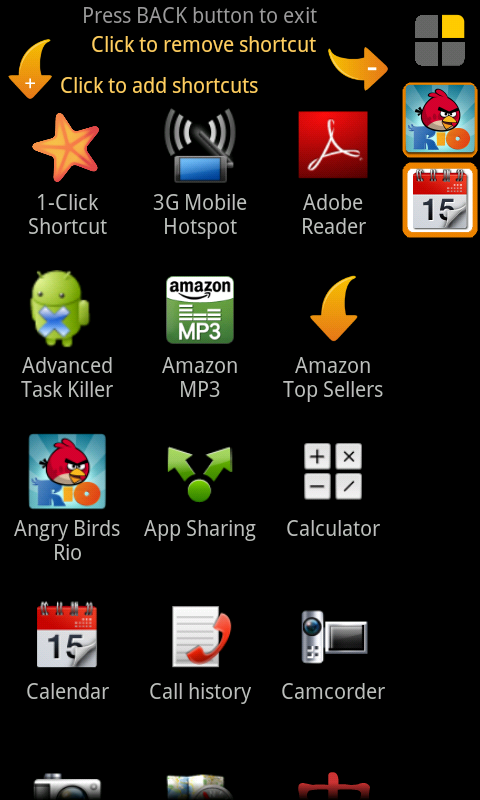 Press BACK button to exit
Click to remove shortcut
-
+
Click to add shortcuts
RIO
15
1-Click
Shortcut
3G Mobile
Hotspot
Adobe
Reader
amazon
MP3
Advanced
Task Killer
Amazon
MP3
Amazon
Top Sellers
RIO
+ ×
− /
Angry Birds
Rio
App Sharing
Calculator
15
Calendar
Call history
Camcorder